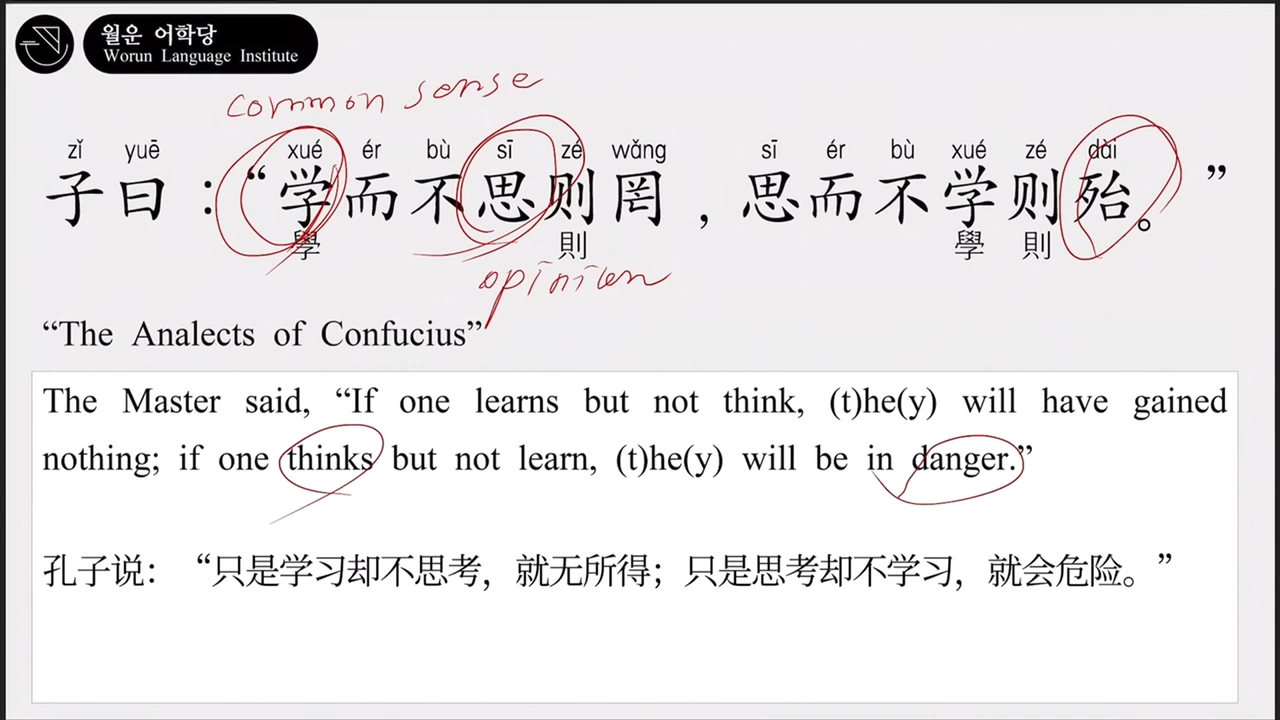 월운 어학당
Worun Language Institute
common sense
zǐ yuē xué ér bù sī zé wǎng sī ér bù xué zé dài
子曰：“学而不思则罔，思而不学则殆。”
學 則 學 則
opinion
“The Analects of Confucius”
The Master said, “If one learns but not think, (t)he(y) will have gained
nothing; if one thinks but not learn, (t)he(y) will be in danger.”
孔子说：“只是学习却不思考，就无所得；只是思考却不学习，就会危险。”